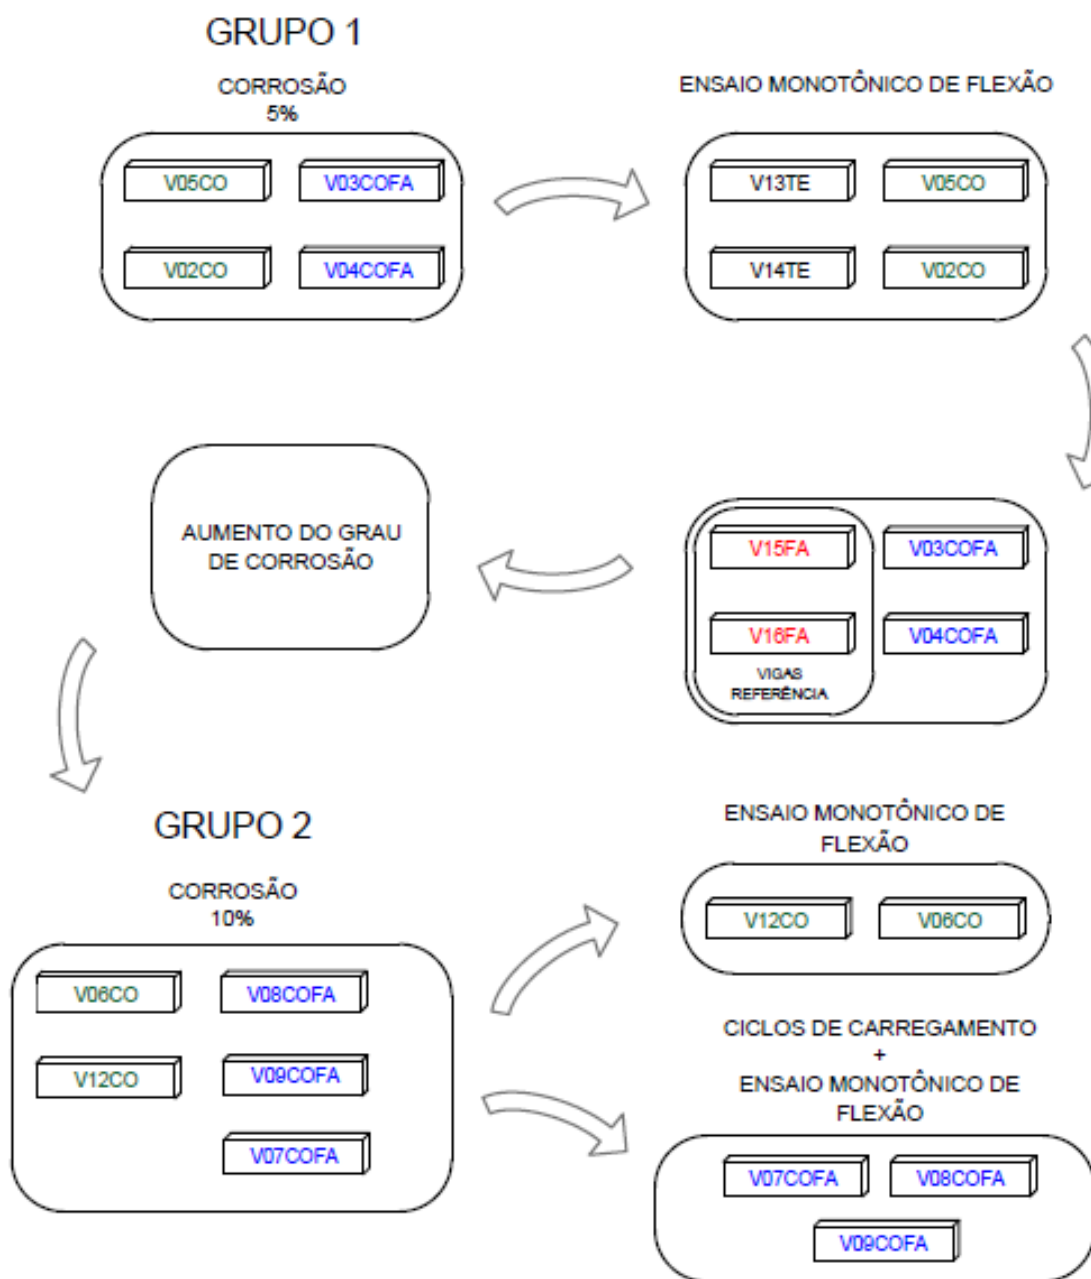 GRUPO 1
CORROSÃO
5%
V05CO
V03COFA
V02CO
V04COFA
ENSAIO MONOTÔNICO DE FLEXÃO
V13TE
V05CO
V14TE
V02CO
V15FA
V03COFA
V16FA
V04COFA
VIGAS
REFERÊNCIA
AUMENTO DO GRAU
DE CORROSÃO
GRUPO 2
CORROSÃO
10%
V06CO
V08COFA
V12CO
V09COFA
V07COFA
ENSAIO MONOTÔNICO DE
FLEXÃO
V12CO
V06CO
CICLOS DE CARREGAMENTO
+
ENSAIO MONOTÔNICO DE
FLEXÃO
V07COFA
V08COFA
V09COFA